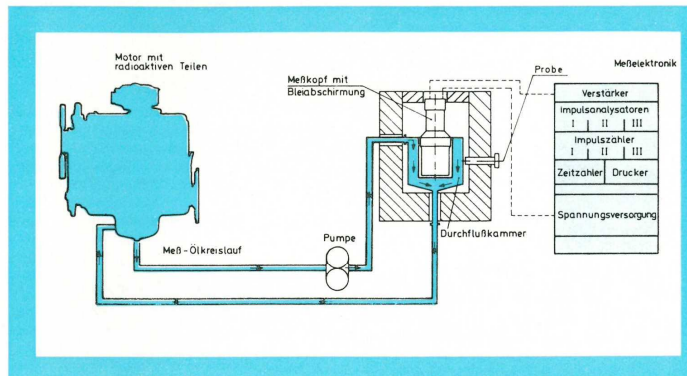 Motor mit
radioaktiven Teilen
Meßkopf mit
Bleiabschirmung
Probe
Meßelektronik
Verstärker
Impulsanalysatoren
I II III
Impulszähler
I II III
Zeitzähler Drucker
Spannungsversorgung
Meß-Ölkreislauf
Pumpe
Durchflußkammer